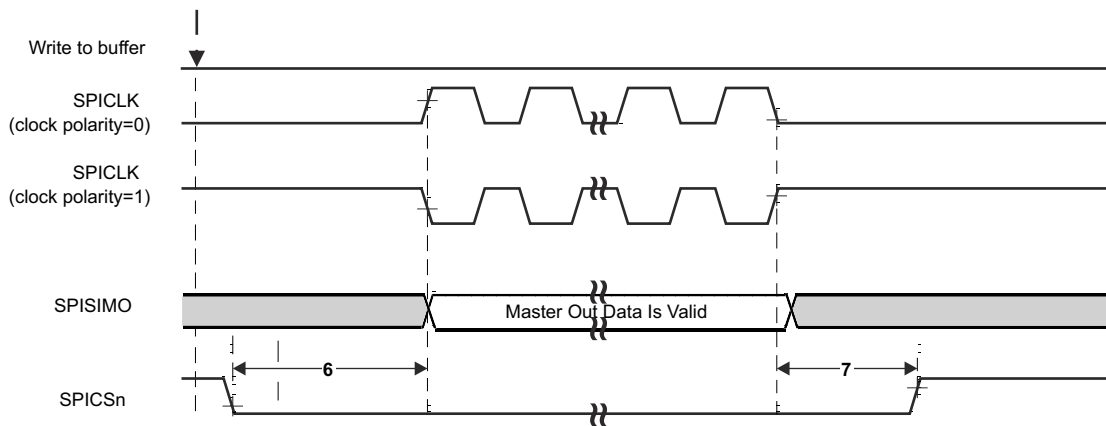 Write to buffer
SPICLK
(clock polarity=0)
SPICLK
(clock polarity=1)
SPISIMO
Master Out Data Is Valid
6
7
SPICSn